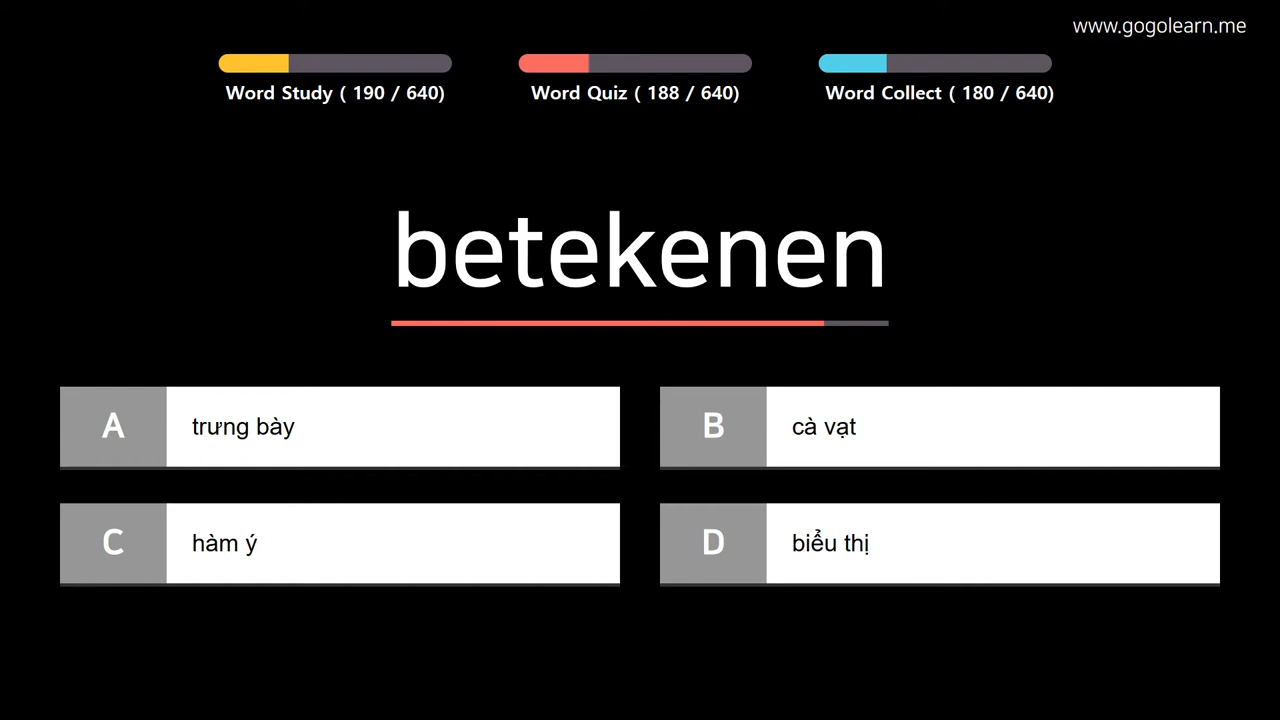 www.gogolearn.me
Word Study ( 190 / 640)
Word Quiz ( 188 / 640)
Word Collect ( 180 / 640)
betekenen
A trưng bày
B cà vạt
C hàm ý
D biểu thị